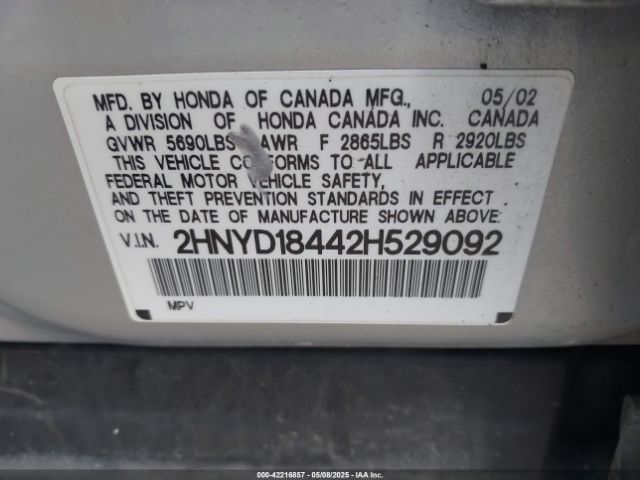 MFD. BY HONDA OF CANADA MFG., 05/02
A DIVISION OF HONDA CANADA INC. CANADA
GVWR 5690LBS GAWR F 2865LBS R 2920LBS
THIS VEHICLE CONFORMS TO ALL APPLICABLE
FEDERAL MOTOR VEHICLE SAFETY,
AND THEFT PREVENTION STANDARDS IN EFFECT
ON THE DATE OF MANUFACTURE SHOWN ABOVE.
V.I.N. 2HNYD18442H529092
MPV
000-42216857 - 05/08/2025 - IAA Inc.